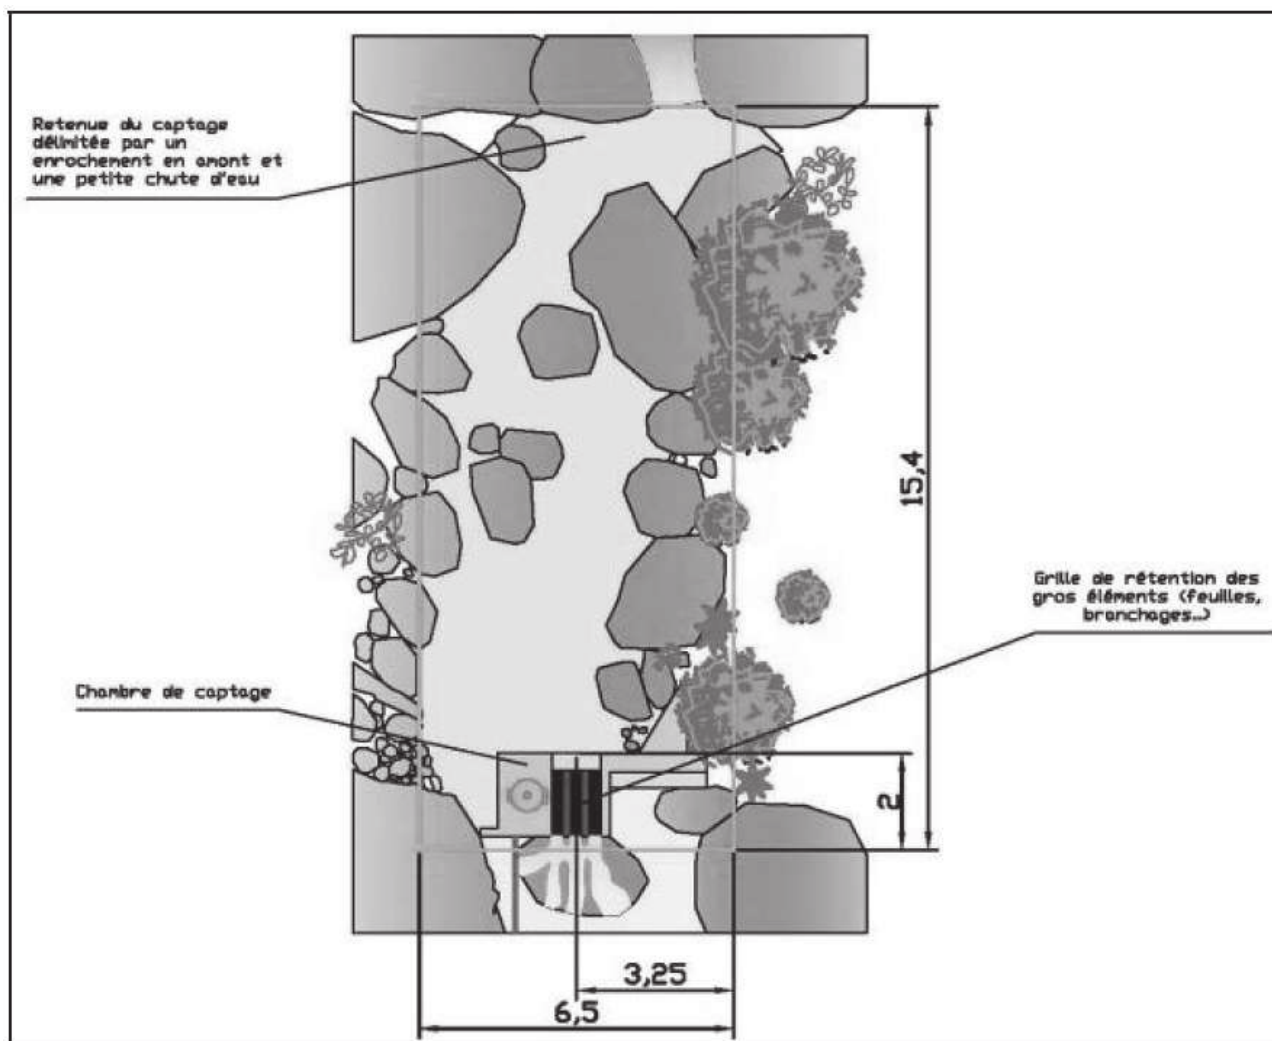 Retenue du captage
délimitée par un
enrochement en amont et
une petite chute d'eau
15,4
Grille de rétention des
gros éléments (feuilles,
branchages...)
Chambre de captage
2
3,25
6,5